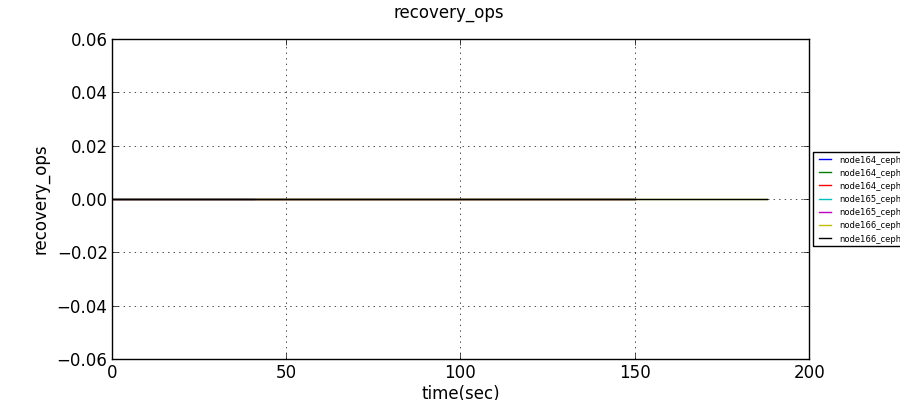 recovery_ops
0.06
0.04
0.02
0.00
−0.02
−0.04
−0.06
recovery_ops
0 50 100 150 200
time(sec)
node164_ceph
node164_ceph
node164_ceph
node165_ceph
node165_ceph
node166_ceph
node166_ceph